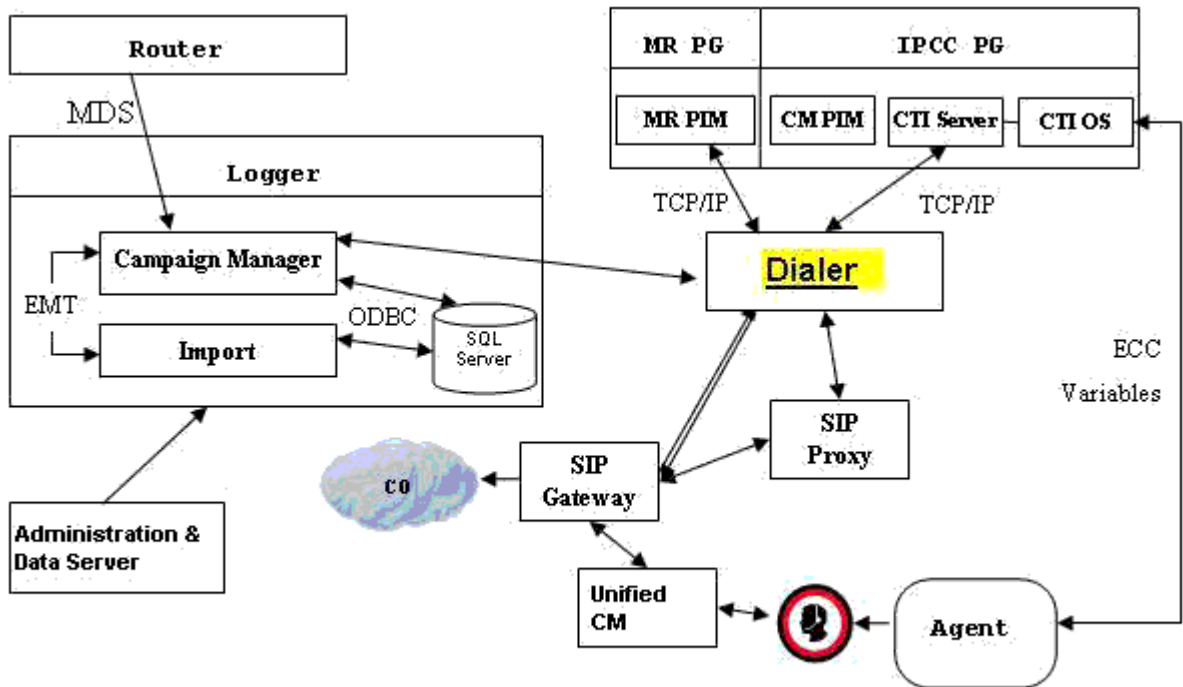 Router
MDS
Logger
Campaign Manager
EMT
ODBC
Import
SQL
Server
Administration &
Data Server
MR PG
IPCC PG
MR PIM
CM PIM
CTI Server
CTI OS
TCP/IP
TCP/IP
Dialer
ECC
Variables
SIP
Proxy
SIP
Gateway
CO
Unified
CM
Agent